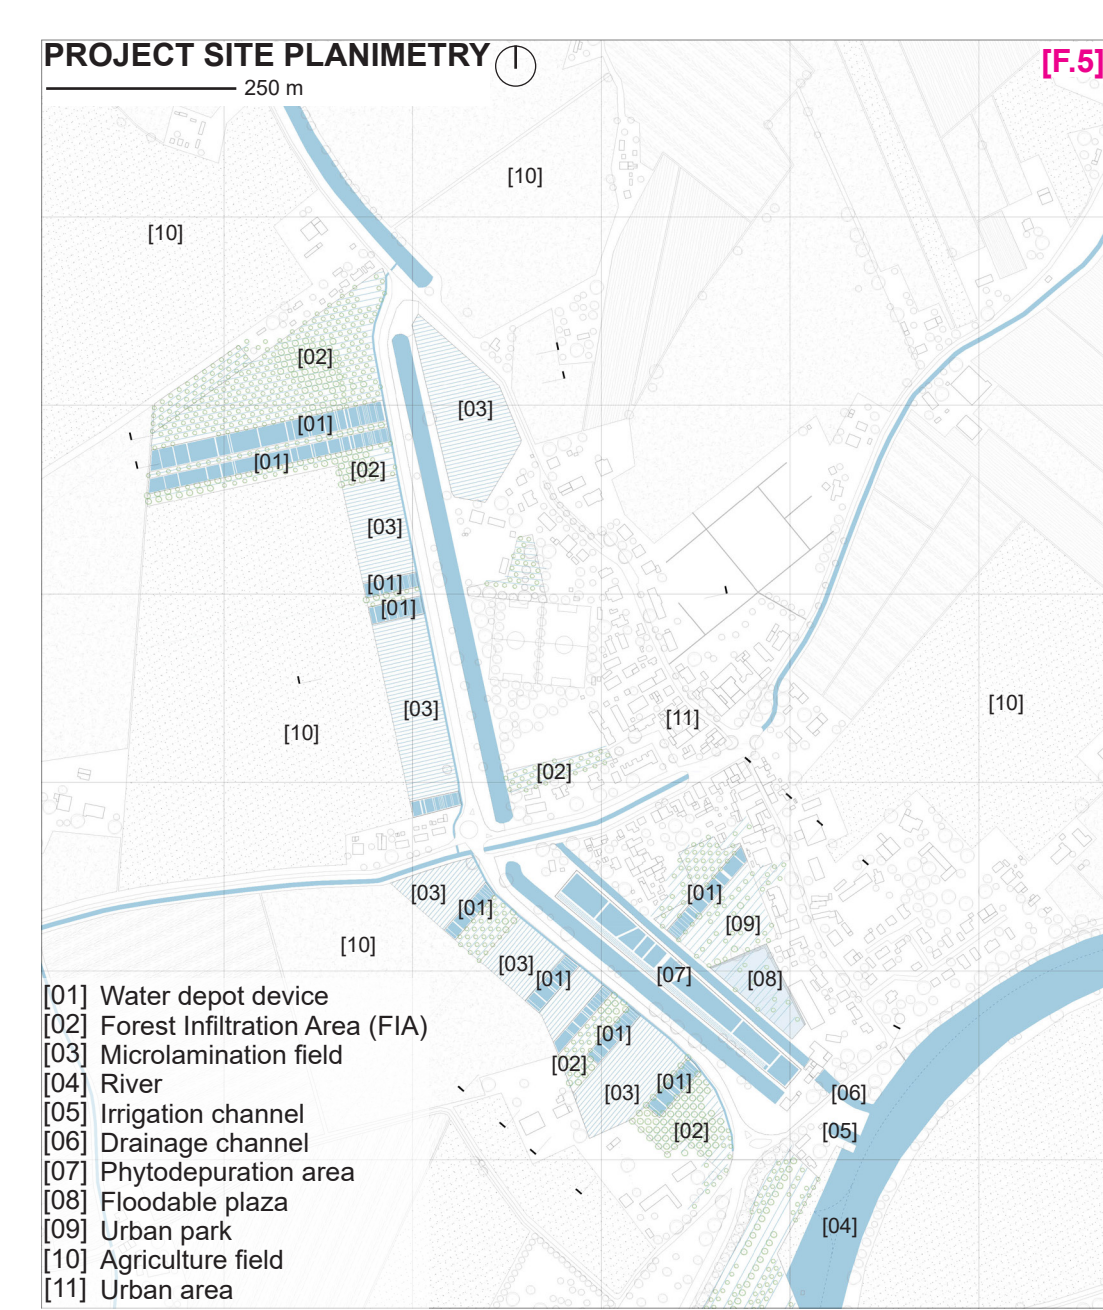 PROJECT SITE PLANIMETRY
[F.5]
250 m
[10]
[10]
[02]
[03]
[01]
[01]
[02]
[03]
[01]
[01]
[03]
[11]
[10]
[10]
[02]
[03]
[01]
[01]
[09]
[10]
[03]
[01]
[07]
[08]
[01]
[02]
[03]
[01]
[06]
[02]
[05]
[04]
[01] Water depot device
[02] Forest Infiltration Area (FIA)
[03] Microlamination field
[04] River
[05] Irrigation channel
[06] Drainage channel
[07] Phytodepuration area
[08] Floodable plaza
[09] Urban park
[10] Agriculture field
[11] Urban area